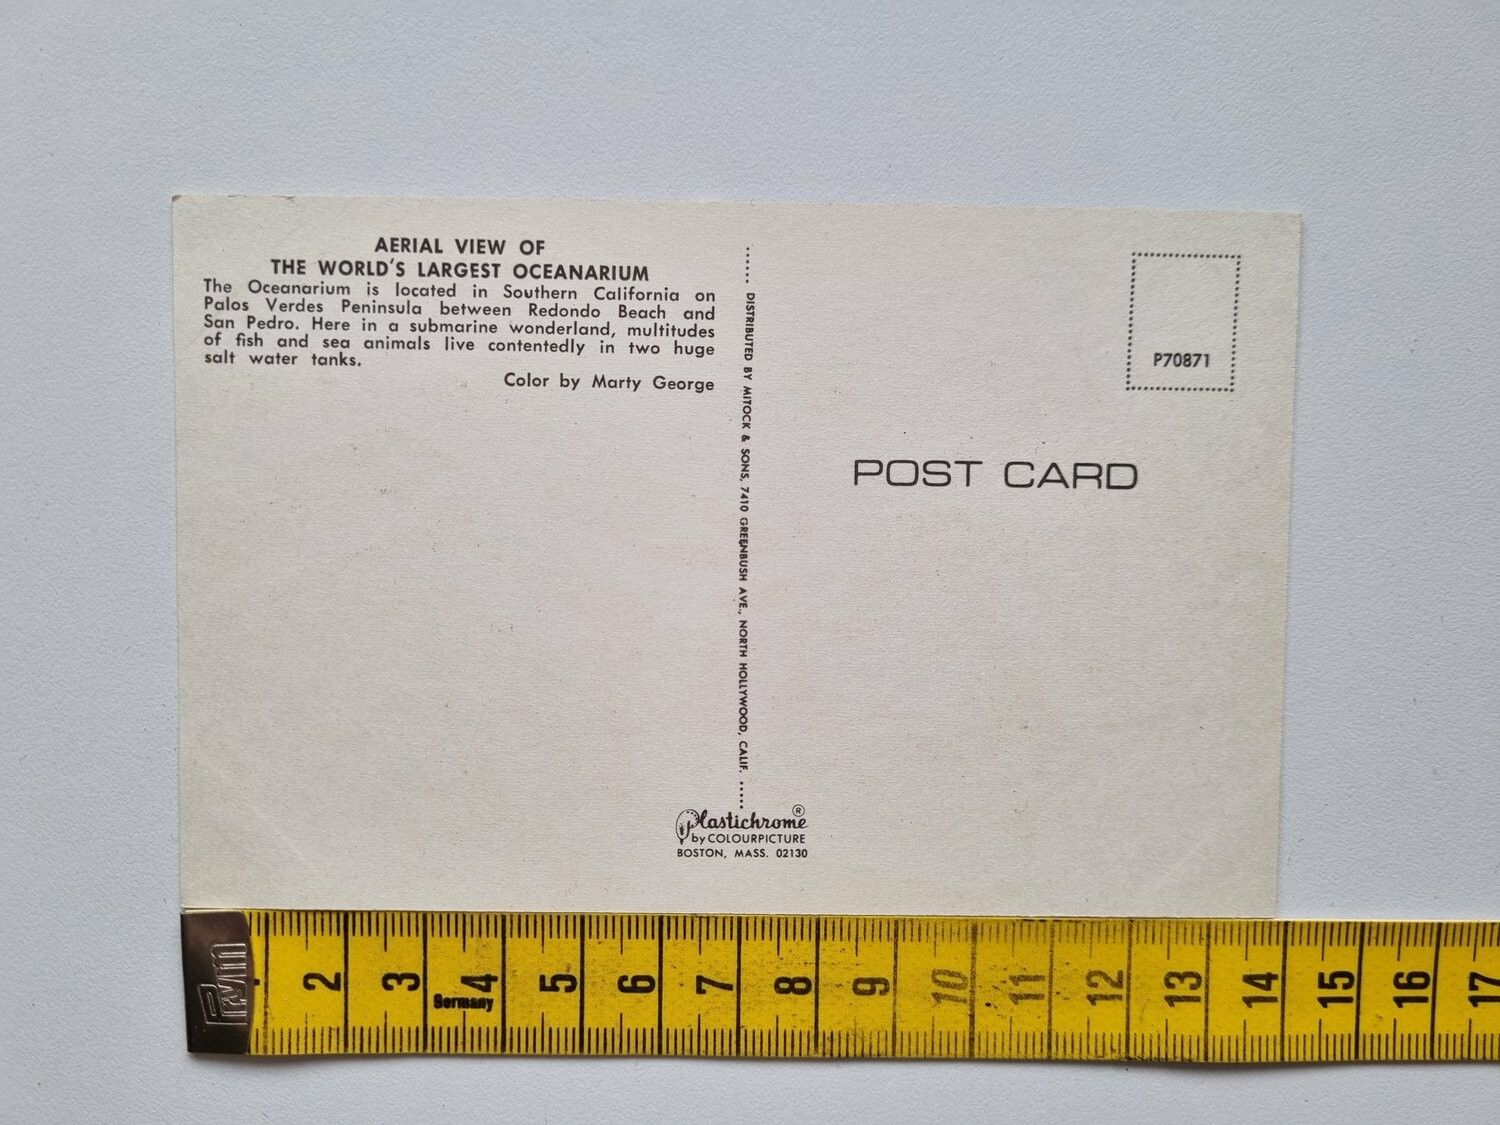 AERIAL VIEW OF
THE WORLD'S LARGEST OCEANARIUM
The Oceanarium is located in Southern California on
Palos Verdes Peninsula between Redondo Beach and
San Pedro. Here in a submarine wonderland, multitudes
of fish and sea animals live contentedly in two huge
salt water tanks.
Color by Marty George
DISTRIBUTED BY MITOCK & SONS, 7410 GREENBUSH AVE., NORTH HOLLYWOOD, CALIF.
P70871
POST CARD
Plastichrome®
by COLOURPICTURE
BOSTON, MASS. 02130
Prym
2 3 4 5 6 7 8 9 10 11 12 13 14 15 16 17
Germany